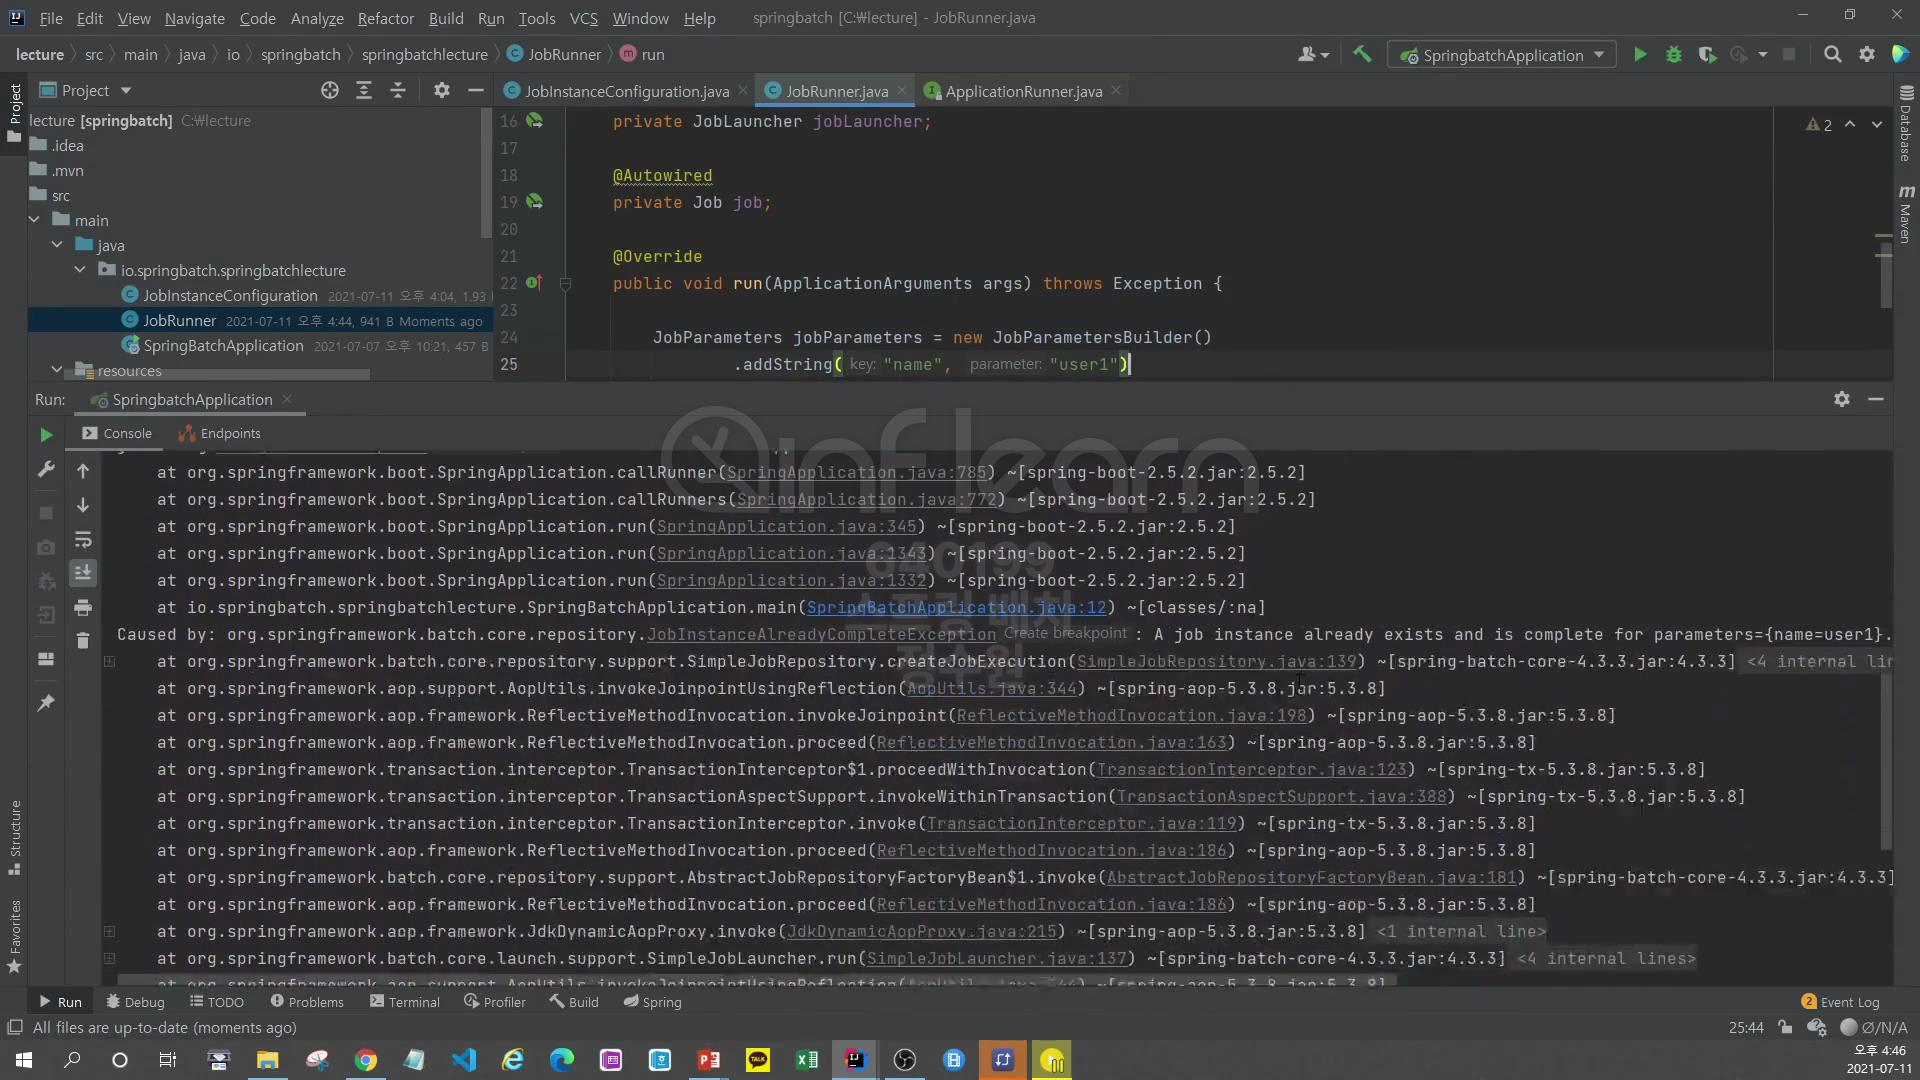 File Edit View Navigate Code Analyze Refactor Build Run Tools VCS Window Help springbatch [C:₩lecture] - JobRunner.java
lecture src main java io springbatch springbatchlecture JobRunner run SpringbatchApplication
Project
JobInstanceConfiguration.java JobRunner.java ApplicationRunner.java
Project
Database
Maven
Structure
Favorites
lecture [springbatch] C:₩lecture
.idea
.mvn
src
main
java
io.springbatch.springbatchlecture
JobInstanceConfiguration 2021-07-11 오후 4:04, 1.93
JobRunner 2021-07-11 오후 4:44, 941 B Moments ago
SpringBatchApplication 2021-07-07 오후 10:21, 457 B
resources
16 private JobLauncher jobLauncher;
17
18 @Autowired
19 private Job job;
20
21 @Override
22 public void run(ApplicationArguments args) throws Exception {
23
24 JobParameters jobParameters = new JobParametersBuilder()
25 .addString( key: "name", parameter: "user1")
2
Run: SpringbatchApplication
Console Endpoints
at org.springframework.boot.SpringApplication.callRunner(SpringApplication.java:785) ~[spring-boot-2.5.2.jar:2.5.2]
at org.springframework.boot.SpringApplication.callRunners(SpringApplication.java:772) ~[spring-boot-2.5.2.jar:2.5.2]
at org.springframework.boot.SpringApplication.run(SpringApplication.java:345) ~[spring-boot-2.5.2.jar:2.5.2]
at org.springframework.boot.SpringApplication.run(SpringApplication.java:1343) ~[spring-boot-2.5.2.jar:2.5.2]
at org.springframework.boot.SpringApplication.run(SpringApplication.java:1332) ~[spring-boot-2.5.2.jar:2.5.2]
at io.springbatch.springbatchlecture.SpringBatchApplication.main(SpringBatchApplication.java:12) ~[classes/:na]
Caused by: org.springframework.batch.core.repository.JobInstanceAlreadyCompleteException Create breakpoint : A job instance already exists and is complete for parameters={name=user1}.
at org.springframework.batch.core.repository.support.SimpleJobRepository.createJobExecution(SimpleJobRepository.java:139) ~[spring-batch-core-4.3.3.jar:4.3.3] <4 internal lin
at org.springframework.aop.support.AopUtils.invokeJoinpointUsingReflection(AopUtils.java:344) ~[spring-aop-5.3.8.jar:5.3.8]
at org.springframework.aop.framework.ReflectiveMethodInvocation.invokeJoinpoint(ReflectiveMethodInvocation.java:198) ~[spring-aop-5.3.8.jar:5.3.8]
at org.springframework.aop.framework.ReflectiveMethodInvocation.proceed(ReflectiveMethodInvocation.java:163) ~[spring-aop-5.3.8.jar:5.3.8]
at org.springframework.transaction.interceptor.TransactionInterceptor$1.proceedWithInvocation(TransactionInterceptor.java:123) ~[spring-tx-5.3.8.jar:5.3.8]
at org.springframework.transaction.interceptor.TransactionAspectSupport.invokeWithinTransaction(TransactionAspectSupport.java:388) ~[spring-tx-5.3.8.jar:5.3.8]
at org.springframework.transaction.interceptor.TransactionInterceptor.invoke(TransactionInterceptor.java:119) ~[spring-tx-5.3.8.jar:5.3.8]
at org.springframework.aop.framework.ReflectiveMethodInvocation.proceed(ReflectiveMethodInvocation.java:186) ~[spring-aop-5.3.8.jar:5.3.8]
at org.springframework.batch.core.repository.support.AbstractJobRepositoryFactoryBean$1.invoke(AbstractJobRepositoryFactoryBean.java:181) ~[spring-batch-core-4.3.3.jar:4.3.3]
at org.springframework.aop.framework.ReflectiveMethodInvocation.proceed(ReflectiveMethodInvocation.java:186) ~[spring-aop-5.3.8.jar:5.3.8]
at org.springframework.aop.framework.JdkDynamicAopProxy.invoke(JdkDynamicAopProxy.java:215) ~[spring-aop-5.3.8.jar:5.3.8] <1 internal line>
at org.springframework.batch.core.launch.support.SimpleJobLauncher.run(SimpleJobLauncher.java:137) ~[spring-batch-core-4.3.3.jar:4.3.3] <4 internal lines>
inflearn
640199
스프링 배치
정수원
Run Debug TODO Problems Terminal Profiler Build Spring 2 Event Log
All files are up-to-date (moments ago) 25:44 Ø/N/A
오후 4:46
2021-07-11